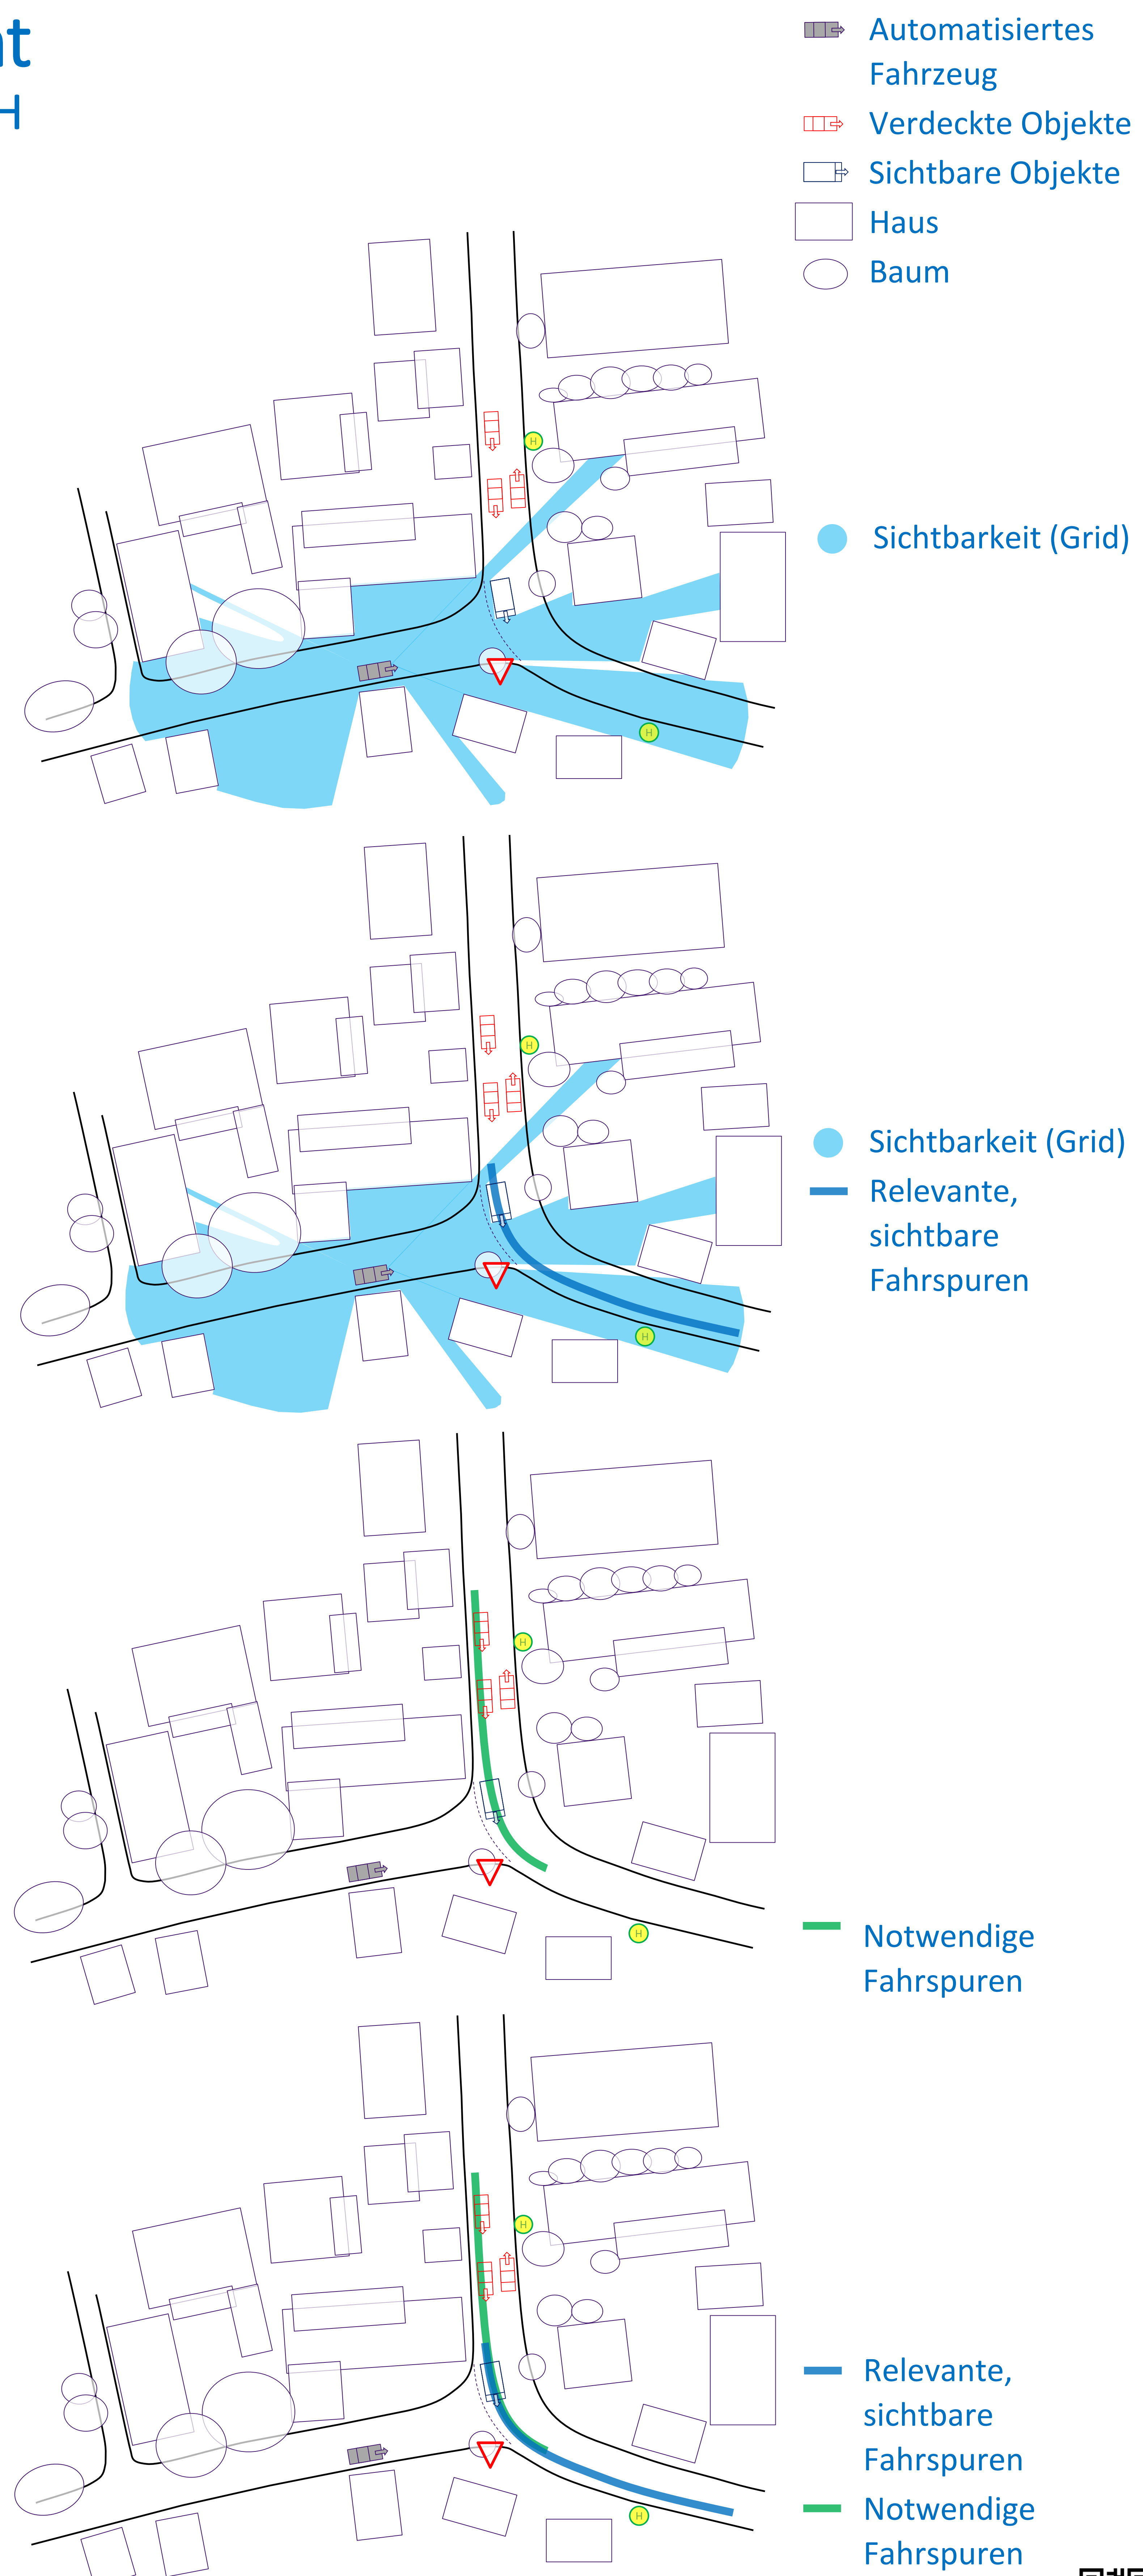 Automatisiertes
Fahrzeug
Verdeckte Objekte
Sichtbare Objekte
Haus
Baum
H
Sichtbarkeit (Grid)
H
H
Sichtbarkeit (Grid)
Relevante,
sichtbare
Fahrspuren
H
H
Notwendige
Fahrspuren
H
H
Relevante,
sichtbare
Fahrspuren
H
Notwendige
Fahrspuren